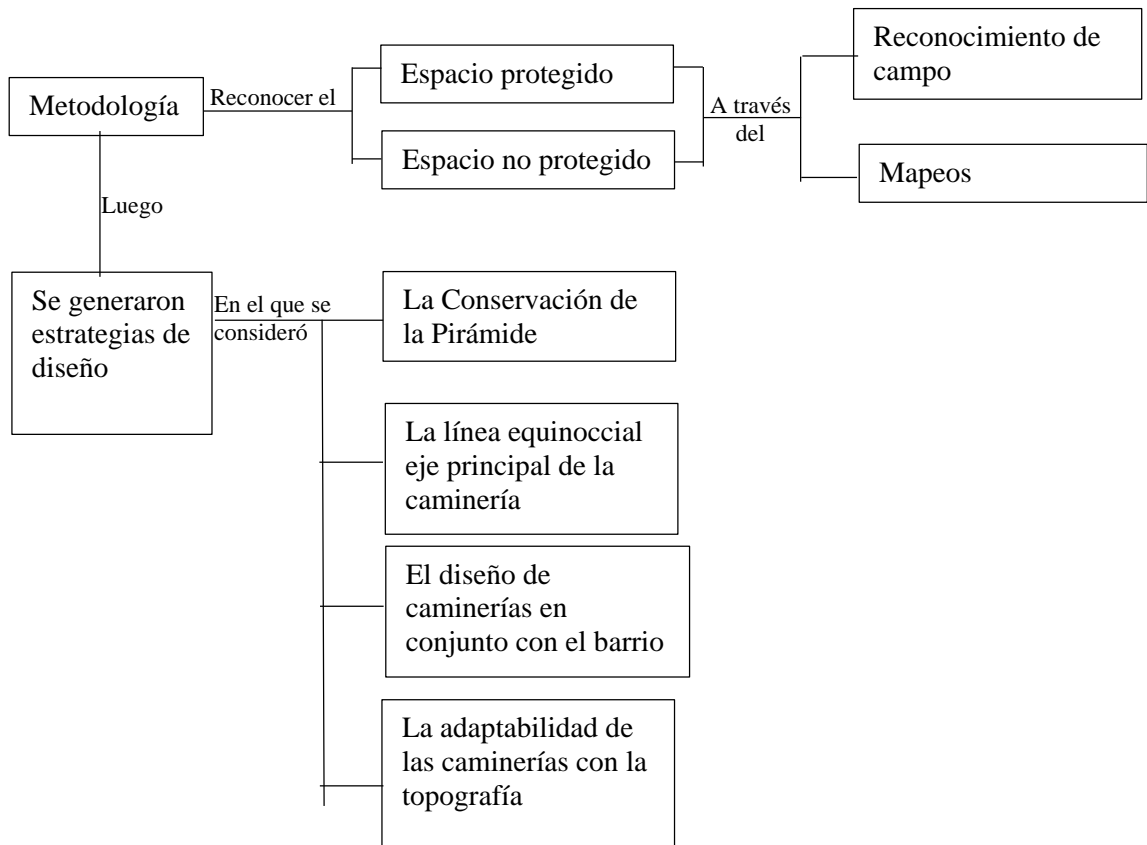 Metodología
Reconocer el
Espacio protegido
Espacio no protegido
A través
del
Reconocimiento de
campo
Mapeos
Luego
Se generaron
estrategias de
diseño
En el que se
consideró
La Conservación de
la Pirámide
La línea equinoccial
eje principal de la
caminería
El diseño de
caminerías en
conjunto con el barrio
La adaptabilidad de
las caminerías con la
topografía